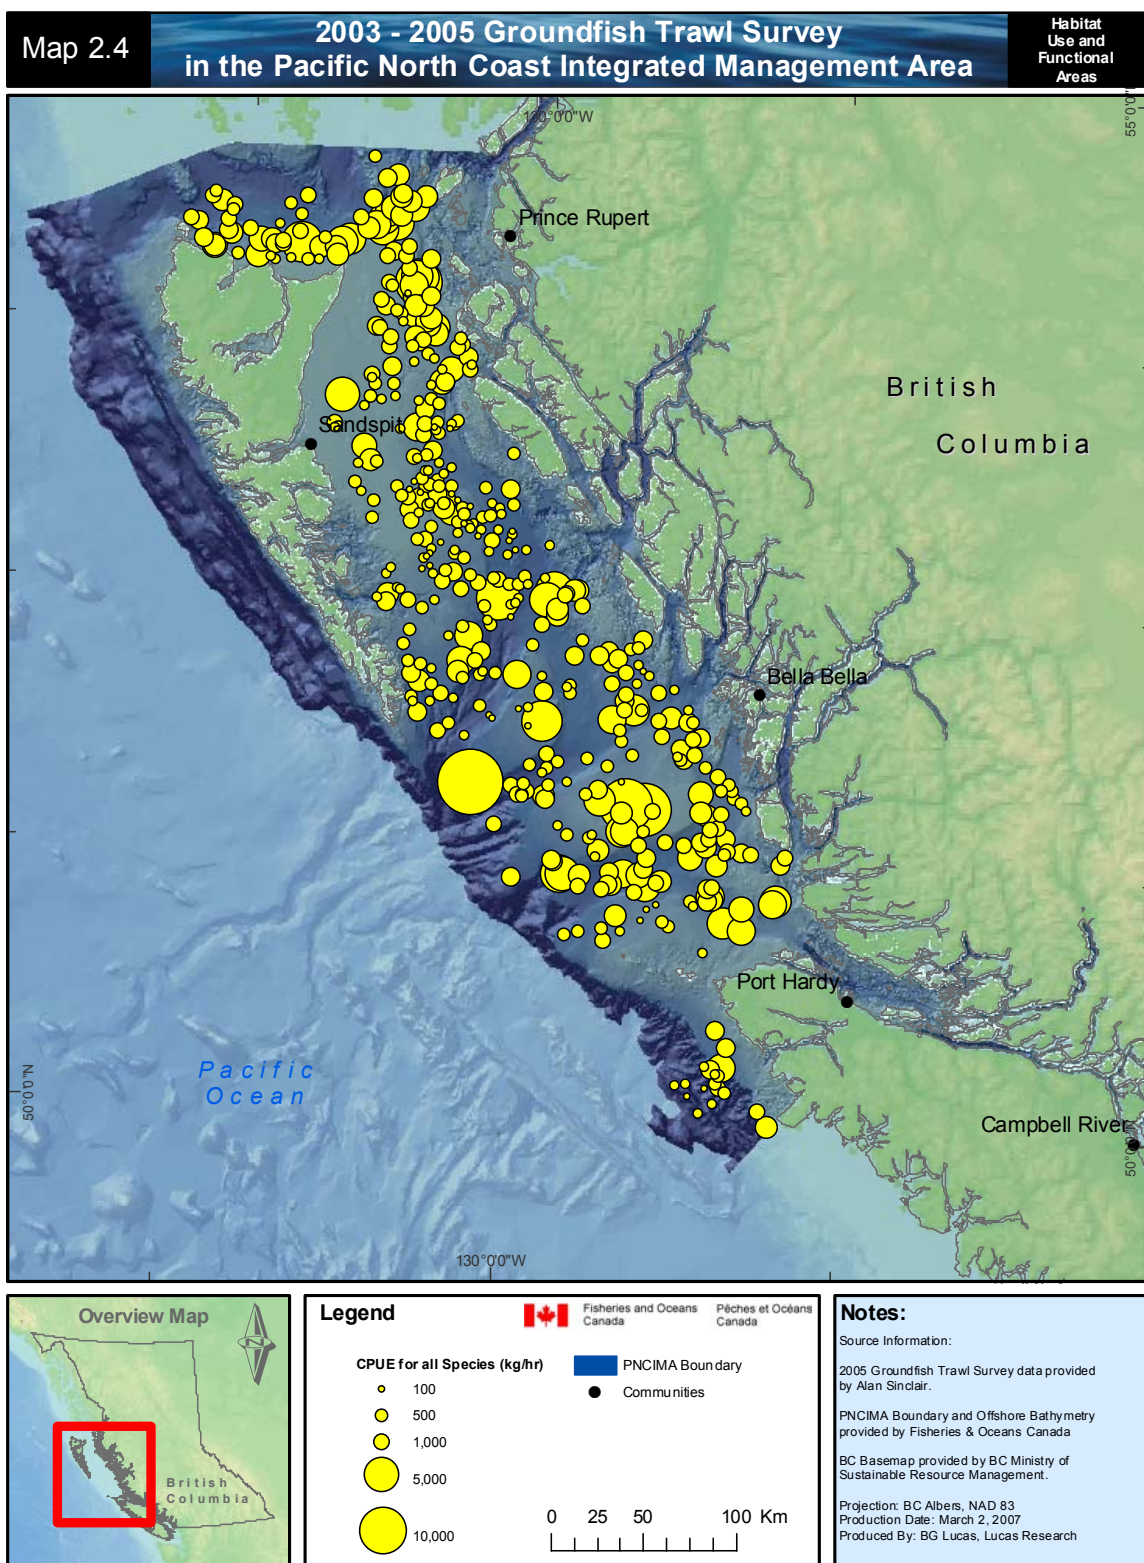 Map 2.4
2003 - 2005 Groundfish Trawl Survey
in the Pacific North Coast Integrated Management Area
Habitat
Use and
Functional
Areas
55°0'0"N
Prince Rupert
British
Columbia
Sandspit
Bella Bella
Port Hardy
Pacific
Ocean
50°0'0"N
Campbell River
130°0'0"W
Overview Map
N
British
Columbia
Legend
Fisheries and Oceans
Canada
Pêches et Océans
Canada
CPUE for all Species (kg/hr)
100
500
1,000
5,000
10,000
PNCIMA Boundary
Communities
0 25 50 100 Km
Notes:
Source Information:
2005 Groundfish Trawl Survey data provided
by Alan Sinclair.
PNCIMA Boundary and Offshore Bathymetry
provided by Fisheries & Oceans Canada
BC Basemap provided by BC Ministry of
Sustainable Resource Management.
Projection: BC Albers, NAD 83
Production Date: March 2, 2007
Produced By: BG Lucas, Lucas Research